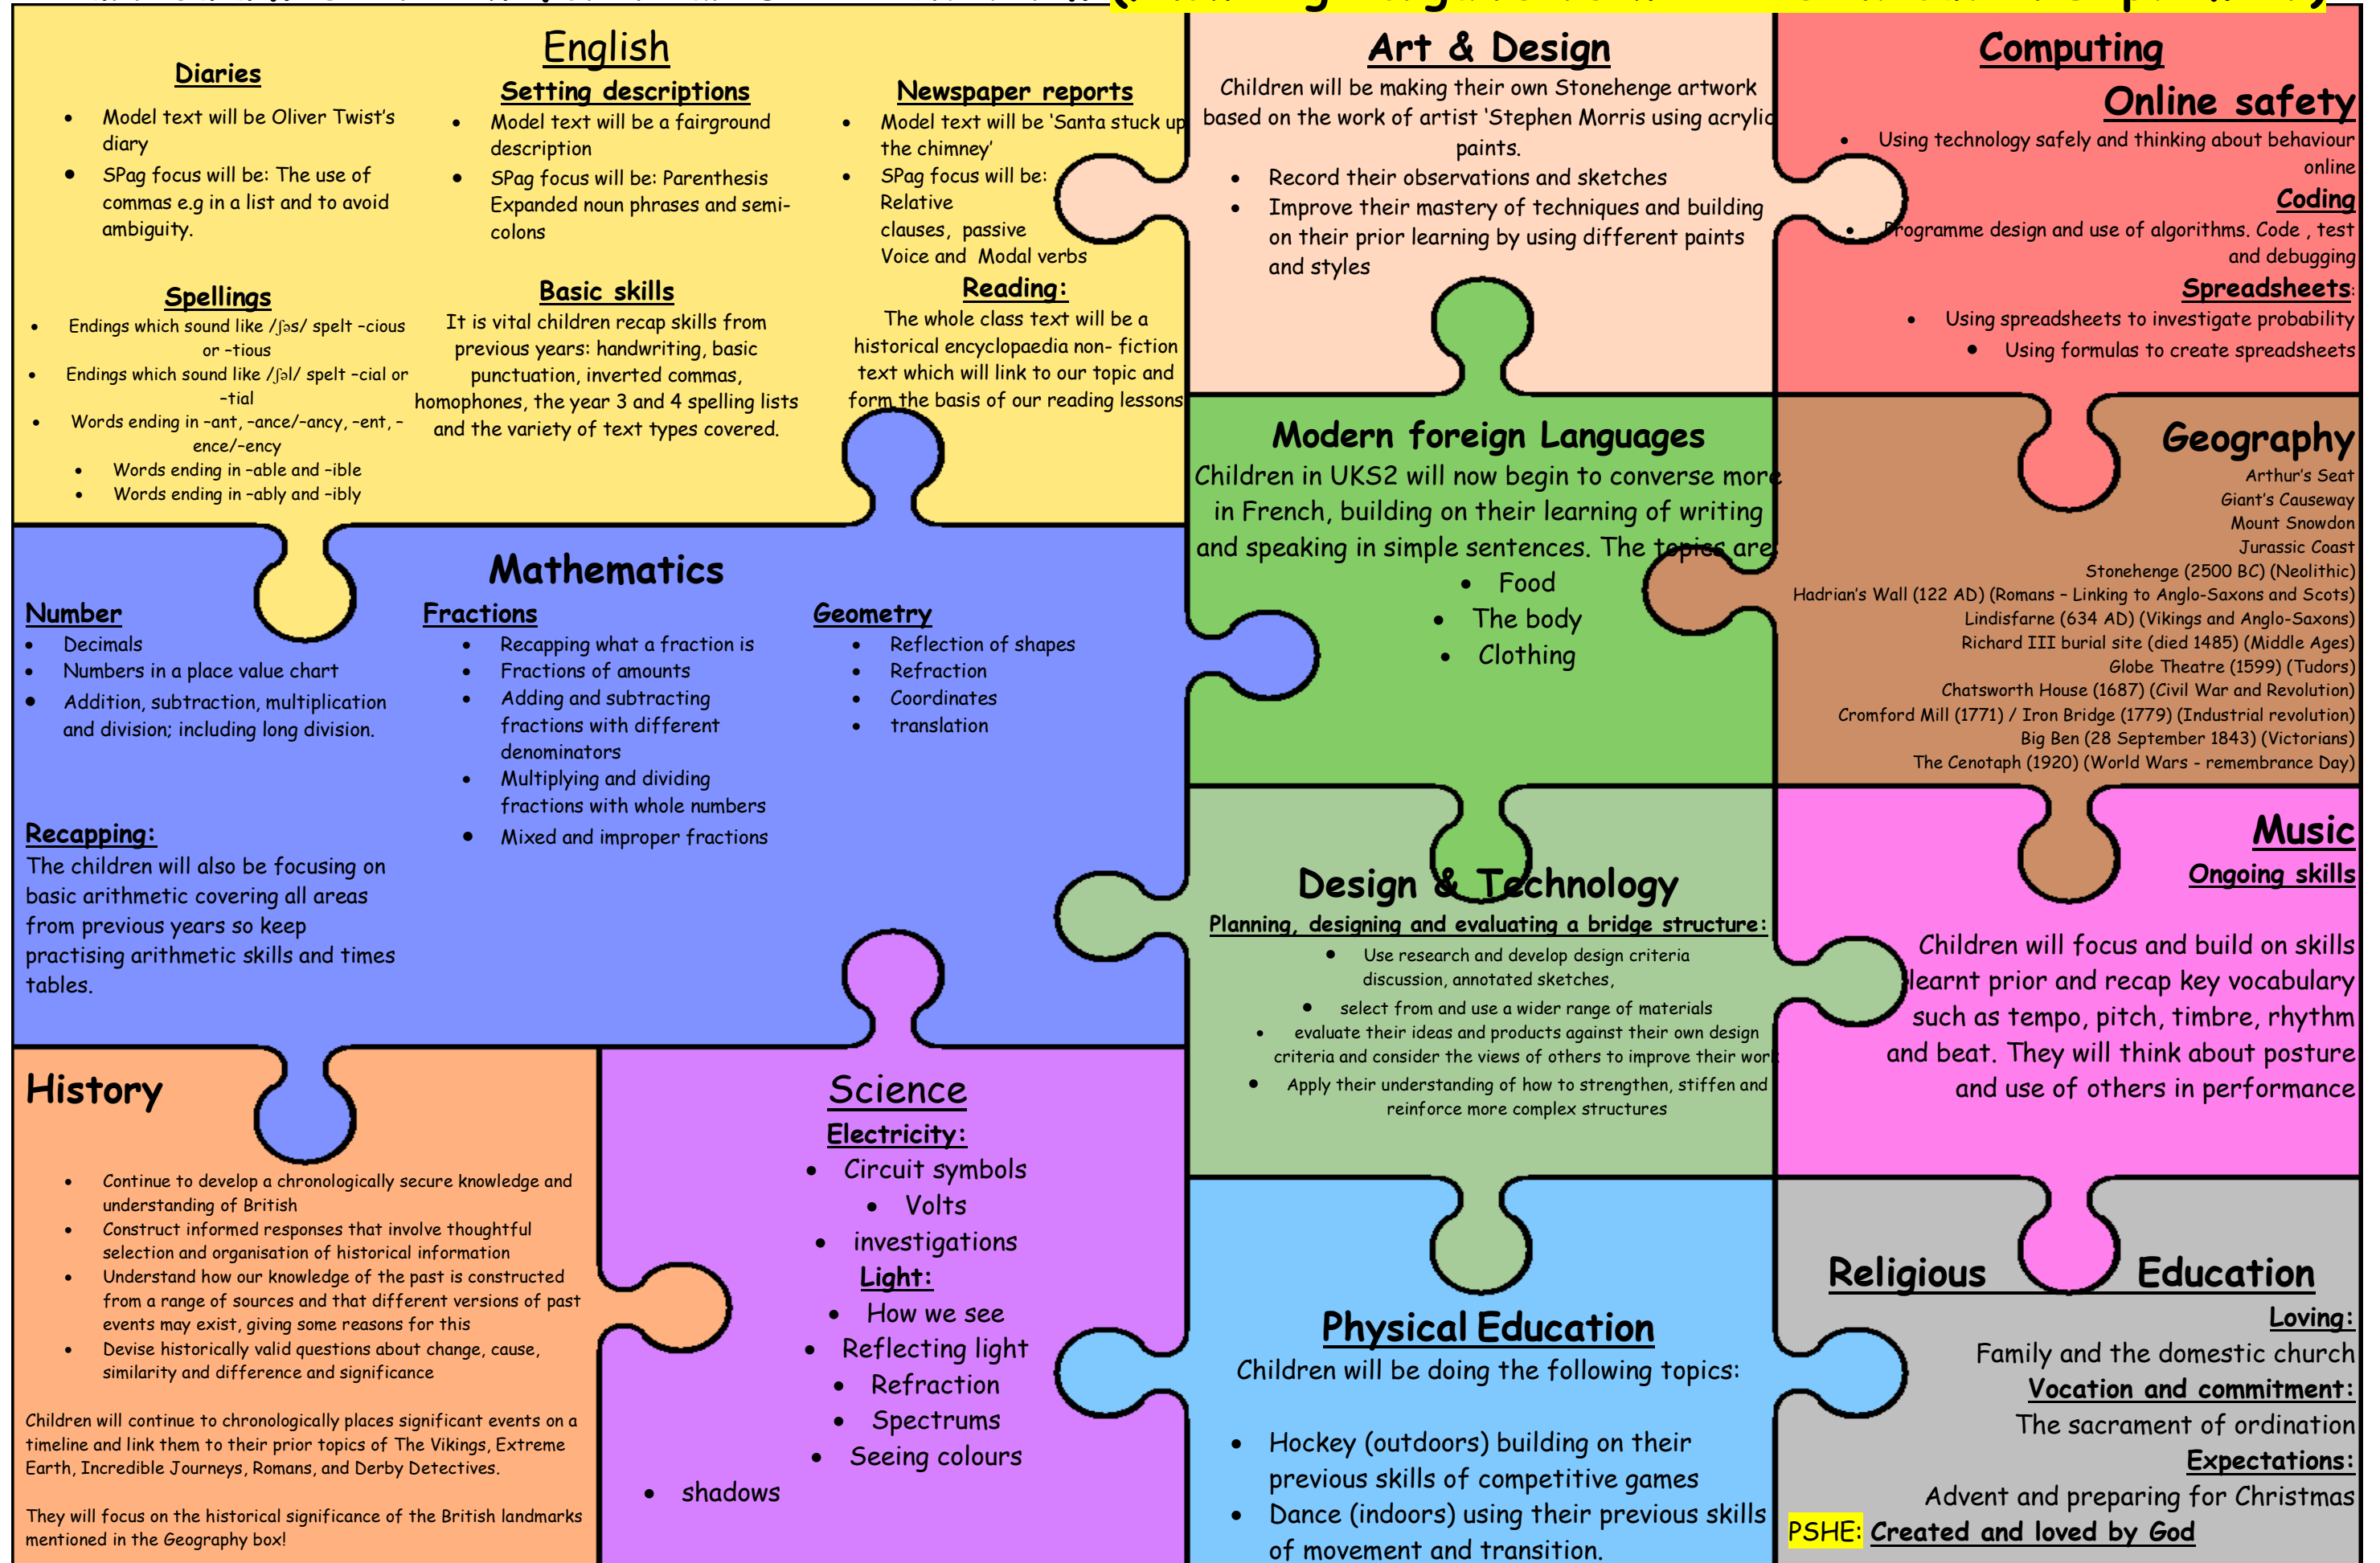 English
Diaries
• Model text will be Oliver Twist's
diary
• SPag focus will be: The use of
commas e.g in a list and to avoid
ambiguity.
Setting descriptions
• Model text will be a fairground
description
• SPag focus will be: Parenthesis
Expanded noun phrases and semi-
colons
Newspaper reports
• Model text will be ‘Santa stuck up
the chimney’
• SPag focus will be:
Relative
clauses, passive
Voice and Modal verbs
Spellings
• Endings which sound like /ʃəs/ spelt –cious
or –tious
• Endings which sound like /ʃəl/ spelt –cial or
–tial
• Words ending in –ant, –ance/–ancy, –ent, –
ence/–ency
• Words ending in –able and –ible
• Words ending in –ably and –ibly
Basic skills
It is vital children recap skills from
previous years: handwriting, basic
punctuation, inverted commas,
homophones, the year 3 and 4 spelling lists
and the variety of text types covered.
Reading:
The whole class text will be a
historical encyclopaedia non- fiction
text which will link to our topic and
form the basis of our reading lessons
Art & Design
Children will be making their own Stonehenge artwork
based on the work of artist ‘Stephen Morris using acrylic
paints.
• Record their observations and sketches
• Improve their mastery of techniques and building
on their prior learning by using different paints
and styles
Computing
Online safety
• Using technology safely and thinking about behaviour
online
Coding
• Programme design and use of algorithms. Code , test
and debugging
Spreadsheets:
• Using spreadsheets to investigate probability
• Using formulas to create spreadsheets
Modern foreign Languages
Children in UKS2 will now begin to converse more
in French, building on their learning of writing
and speaking in simple sentences. The topics are:
• Food
• The body
• Clothing
Geography
Arthur's Seat
Giant's Causeway
Mount Snowdon
Jurassic Coast
Stonehenge (2500 BC) (Neolithic)
Hadrian's Wall (122 AD) (Romans – Linking to Anglo-Saxons and Scots)
Lindisfarne (634 AD) (Vikings and Anglo-Saxons)
Richard III burial site (died 1485) (Middle Ages)
Globe Theatre (1599) (Tudors)
Chatsworth House (1687) (Civil War and Revolution)
Cromford Mill (1771) / Iron Bridge (1779) (Industrial revolution)
Big Ben (28 September 1843) (Victorians)
The Cenotaph (1920) (World Wars - remembrance Day)
Mathematics
Number
• Decimals
• Numbers in a place value chart
• Addition, subtraction, multiplication
and division; including long division.
Recapping:
The children will also be focusing on
basic arithmetic covering all areas
from previous years so keep
practising arithmetic skills and times
tables.
Fractions
• Recapping what a fraction is
• Fractions of amounts
• Adding and subtracting
fractions with different
denominators
• Multiplying and dividing
fractions with whole numbers
• Mixed and improper fractions
Geometry
• Reflection of shapes
• Refraction
• Coordinates
• translation
Design & Technology
Planning, designing and evaluating a bridge structure:
• Use research and develop design criteria
discussion, annotated sketches,
• select from and use a wider range of materials
• evaluate their ideas and products against their own design
criteria and consider the views of others to improve their work
• Apply their understanding of how to strengthen, stiffen and
reinforce more complex structures
Music
Ongoing skills
Children will focus and build on skills
learnt prior and recap key vocabulary
such as tempo, pitch, timbre, rhythm
and beat. They will think about posture
and use of others in performance
History
• Continue to develop a chronologically secure knowledge and
understanding of British
• Construct informed responses that involve thoughtful
selection and organisation of historical information
• Understand how our knowledge of the past is constructed
from a range of sources and that different versions of past
events may exist, giving some reasons for this
• Devise historically valid questions about change, cause,
similarity and difference and significance
Children will continue to chronologically places significant events on a
timeline and link them to their prior topics of The Vikings, Extreme
Earth, Incredible Journeys, Romans, and Derby Detectives.
They will focus on the historical significance of the British landmarks
mentioned in the Geography box!
Science
Electricity:
• Circuit symbols
• Volts
• investigations
Light:
• How we see
• Reflecting light
• Refraction
• Spectrums
• Seeing colours
• shadows
Physical Education
Children will be doing the following topics:
• Hockey (outdoors) building on their
previous skills of competitive games
• Dance (indoors) using their previous skills
of movement and transition.
Religious Education
Loving:
Family and the domestic church
Vocation and commitment:
The sacrament of ordination
Expectations:
Advent and preparing for Christmas
PSHE: Created and loved by God